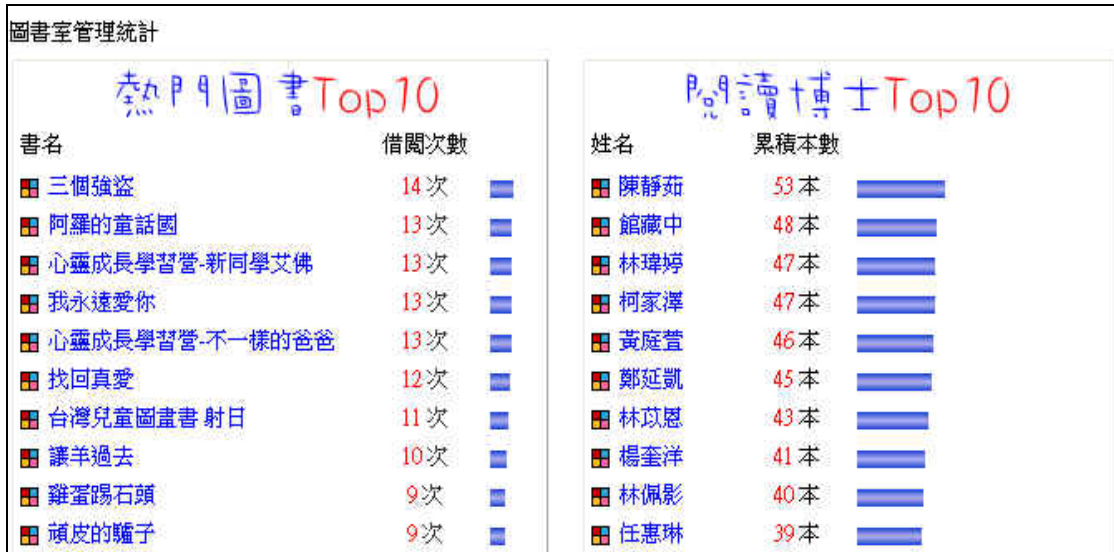 圖書室管理統計
熱門圖書Top10
書名 借閱次數
三個強盜 14次
阿羅的童話國 13次
心靈成長學習營-新同學艾佛 13次
我永遠愛你 13次
心靈成長學習營-不一樣的爸爸 13次
找回真愛 12次
台灣兒童圖畫書 射日 11次
讓羊過去 10次
雞蛋踢石頭 9次
頑皮的驢子 9次
閱讀博士Top10
姓名 累積本數
陳靜茹 53本
館藏中 48本
林瑋婷 47本
柯家澤 47本
黃庭萱 46本
鄭延凱 45本
林苡恩 43本
楊荃洋 41本
林佩影 40本
任惠琳 39本